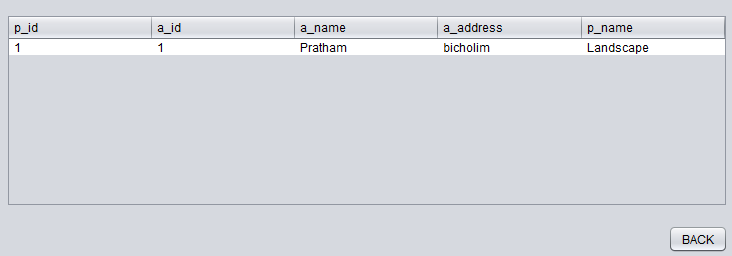 p_id a_id a_name a_address p_name
1 1 Pratham bicholim Landscape
BACK